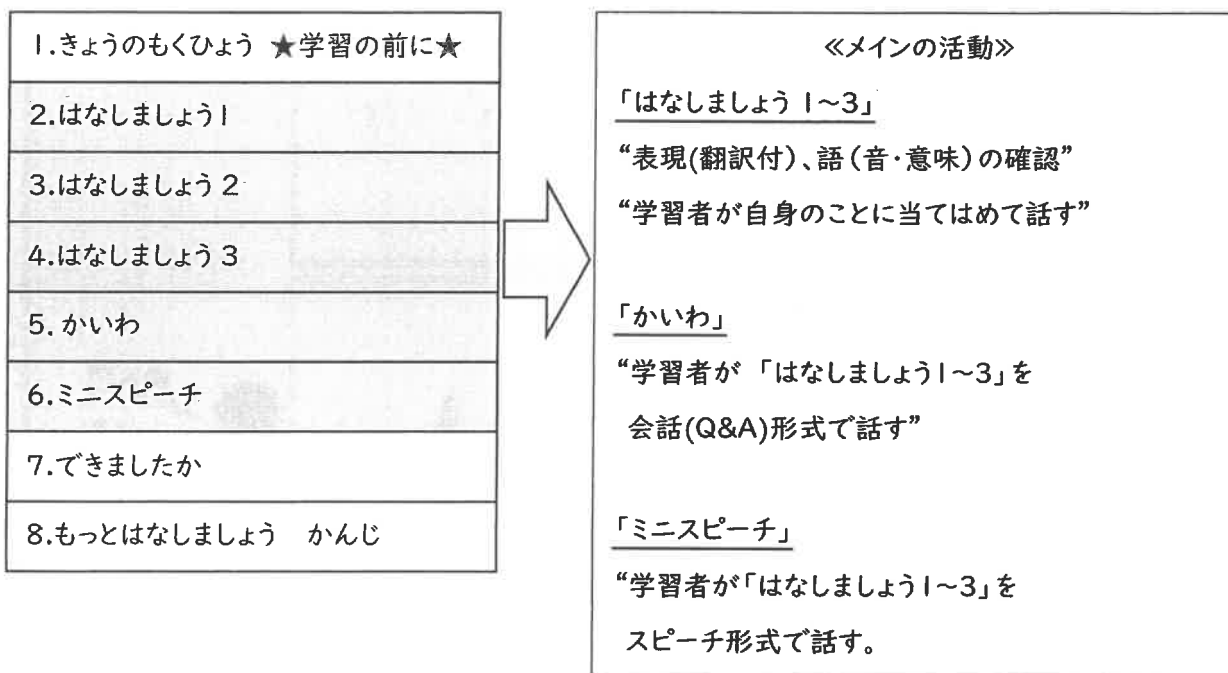 1.きょうのもくひょう ★学習の前に★
2.はなしましょう1
3.はなしましょう2
4.はなしましょう3
5.かいわ
6.ミニスピーチ
7.できましたか
8.もっとはなしましょう　かんじ
≪メインの活動≫
「はなしましょう 1~3」
“表現(翻訳付)、語(音・意味)の確認”
“学習者が自身のことに当てはめて話す”
「かいわ」
“学習者が 「はなしましょう1~3」を
会話(Q&A)形式で話す”
「ミニスピーチ」
“学習者が「はなしましょう1~3」を
スピーチ形式で話す。